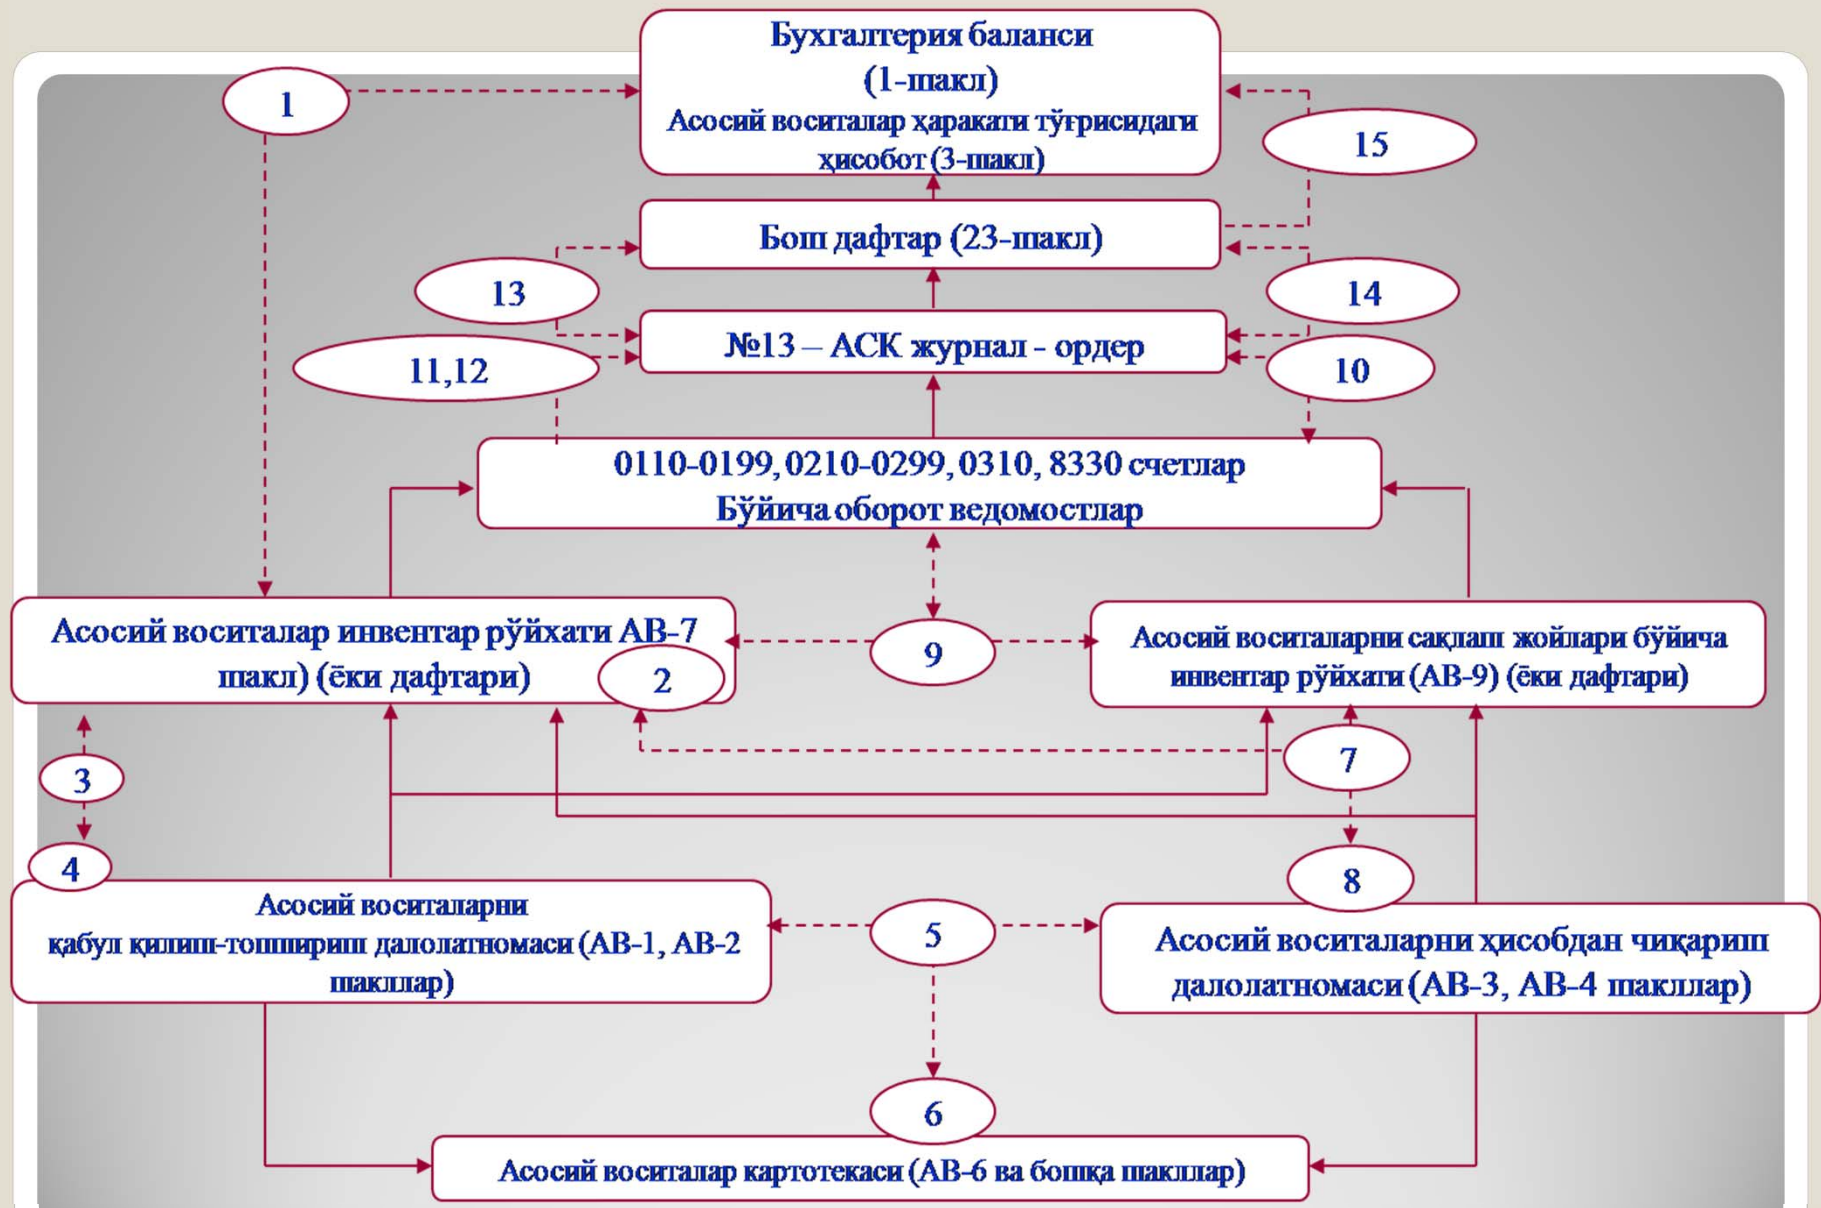 Бухгалтерия баланси
(1-шакл)
Асосий воситалар ҳаракати тўғрисидаги
ҳисобот (3-шакл)
1
15
Бош дафтар (23-шакл)
13
14
№13 – АСК журнал - ордер
11,12
10
0110-0199, 0210-0299, 0310, 8330 счетлар
Бўйича оборот ведомостлар
Асосий воситалар инвентар рўйхати АВ-7
шакл) (ёки дафтари)
2
9
Асосий воситаларни сақлаш жойлари бўйича
инвентар рўйхати (АВ-9) (ёки дафтари)
3
7
4
8
Асосий воситаларни
қабул қилиш-топшириш далолатномаси (АВ-1, АВ-2
шакллар)
5
Асосий воситаларни ҳисобдан чиқариш
далолатномаси (АВ-3, АВ-4 шакллар)
6
Асосий воситалар картотекаси (АВ-6 ва бошқа шакллар)